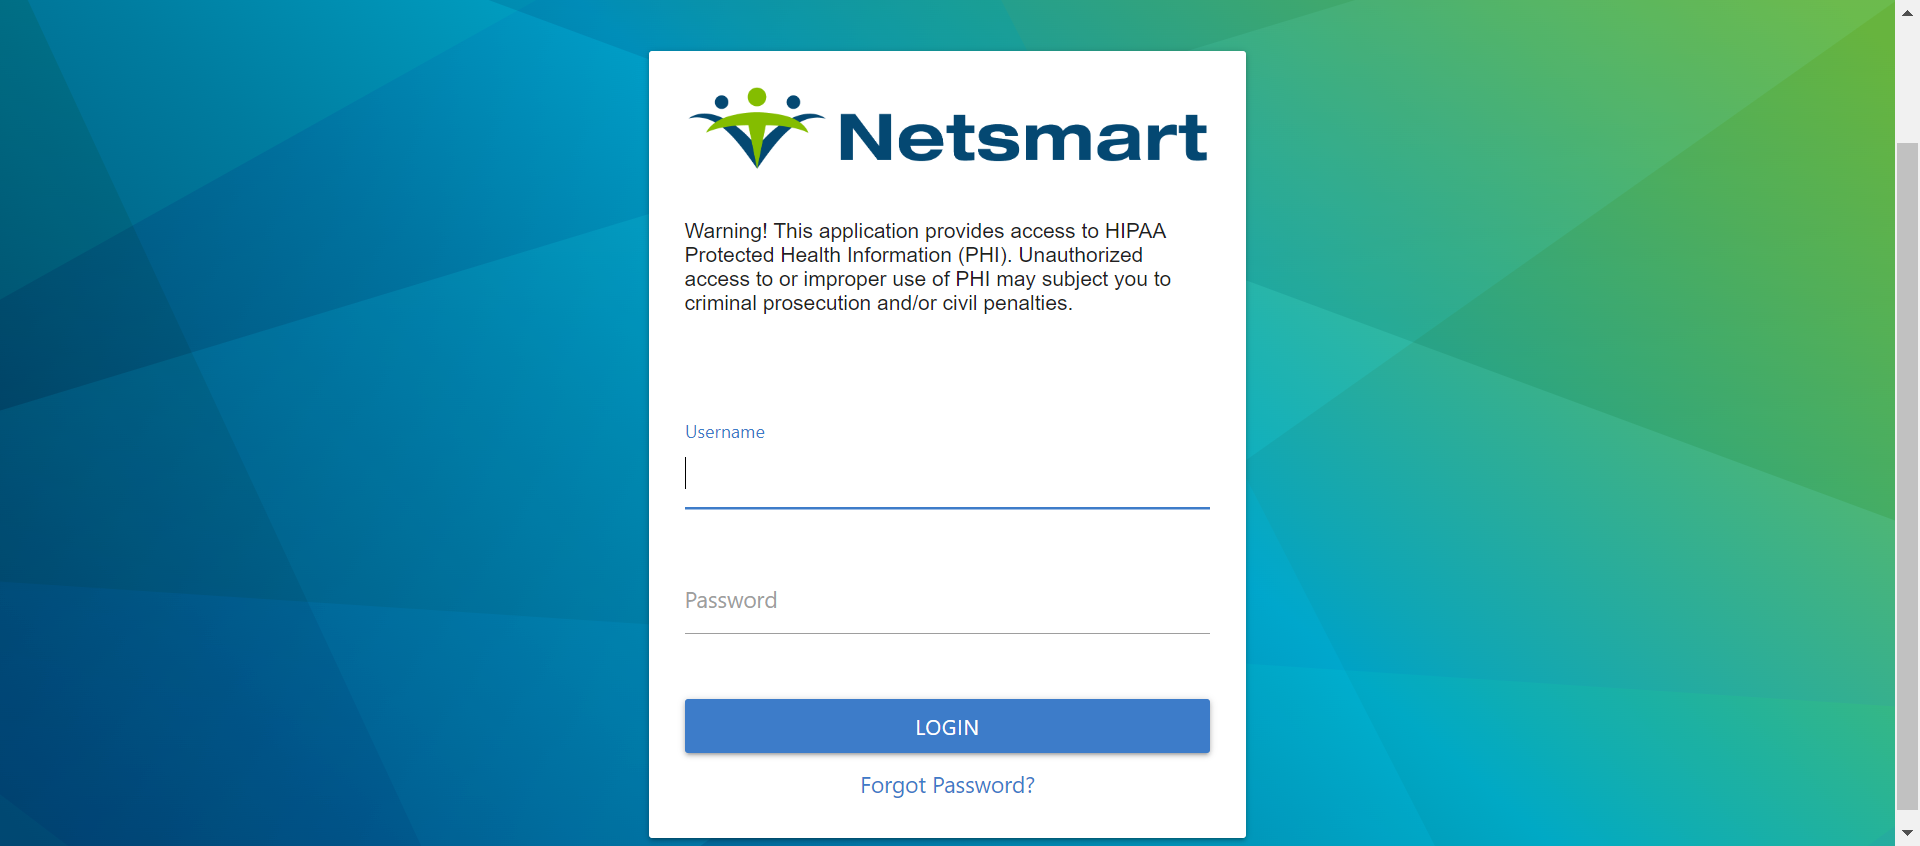 Netsmart
Warning! This application provides access to HIPAA
Protected Health Information (PHI). Unauthorized
access to or improper use of PHI may subject you to
criminal prosecution and/or civil penalties.
Username
Password
LOGIN
Forgot Password?